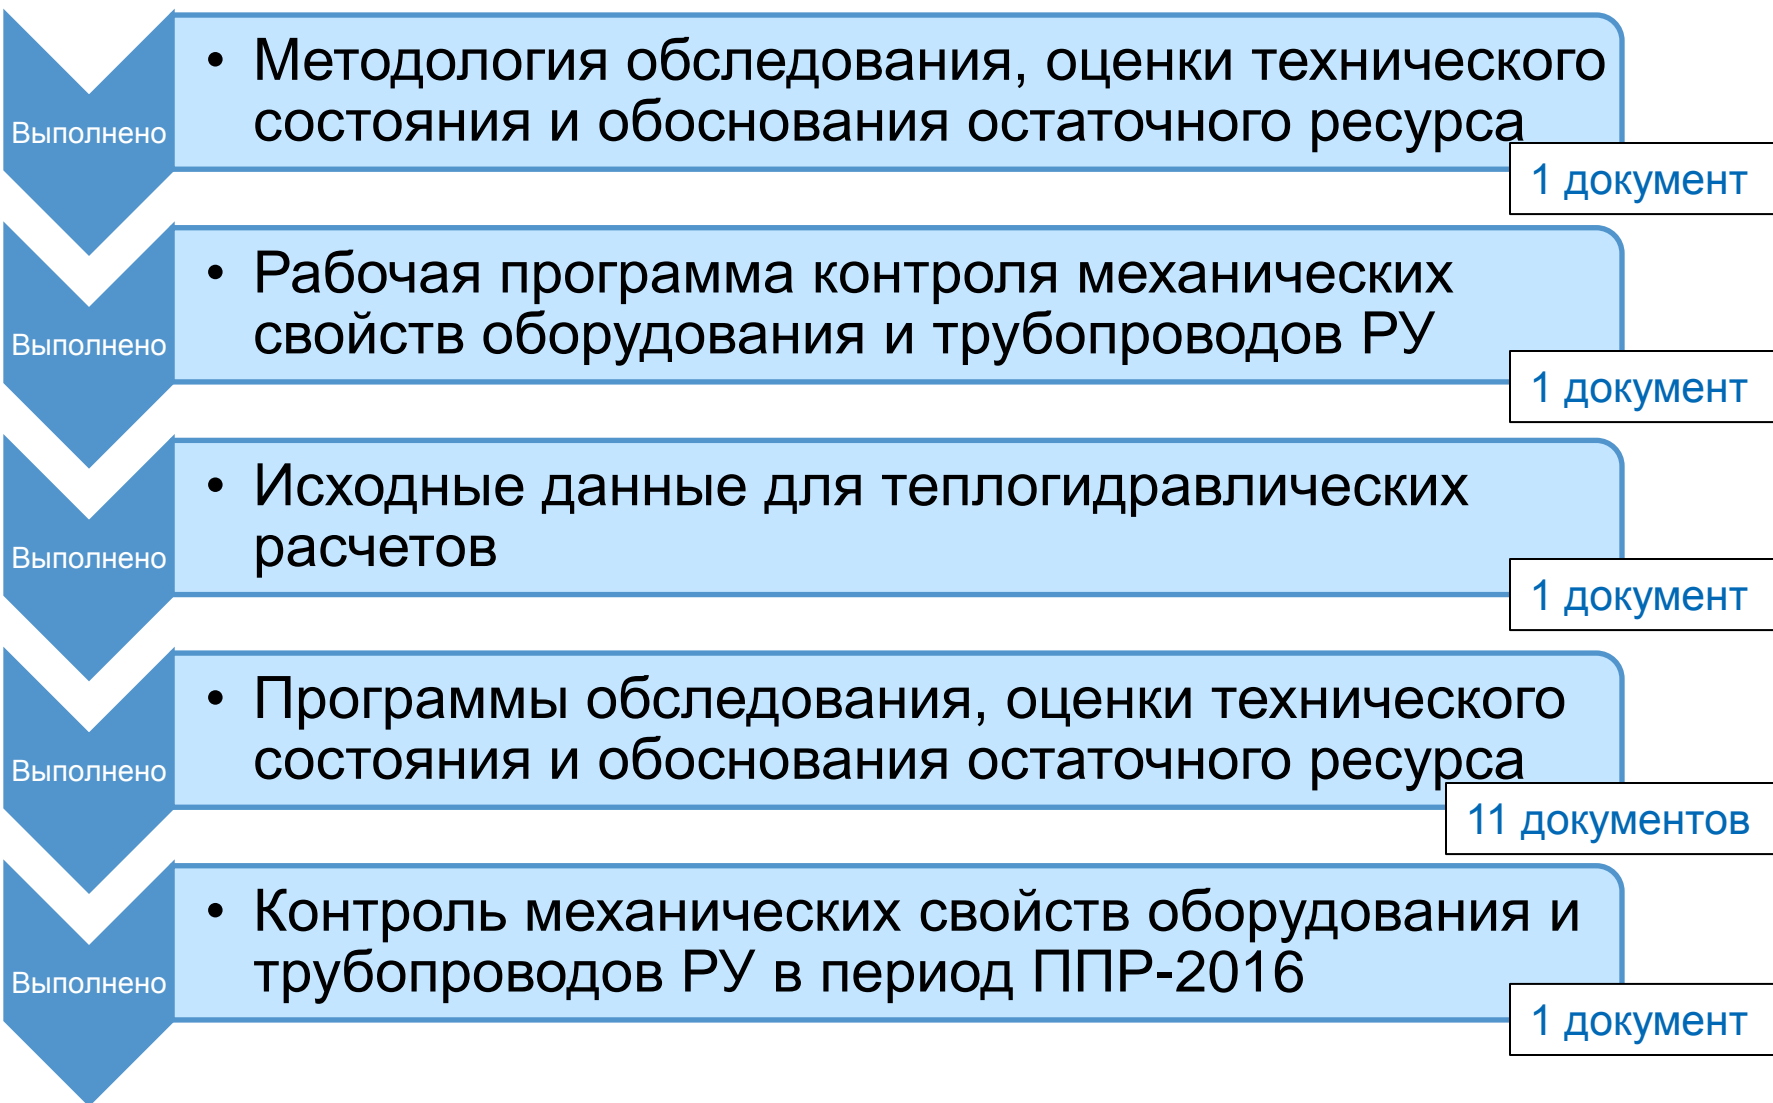 Выполнено
• Методология обследования, оценки технического
состояния и обоснования остаточного ресурса
1 документ
Выполнено
• Рабочая программа контроля механических
свойств оборудования и трубопроводов РУ
1 документ
Выполнено
• Исходные данные для теплогидравлических
расчетов
1 документ
Выполнено
• Программы обследования, оценки технического
состояния и обоснования остаточного ресурса
11 документов
Выполнено
• Контроль механических свойств оборудования и
трубопроводов РУ в период ППР-2016
1 документ